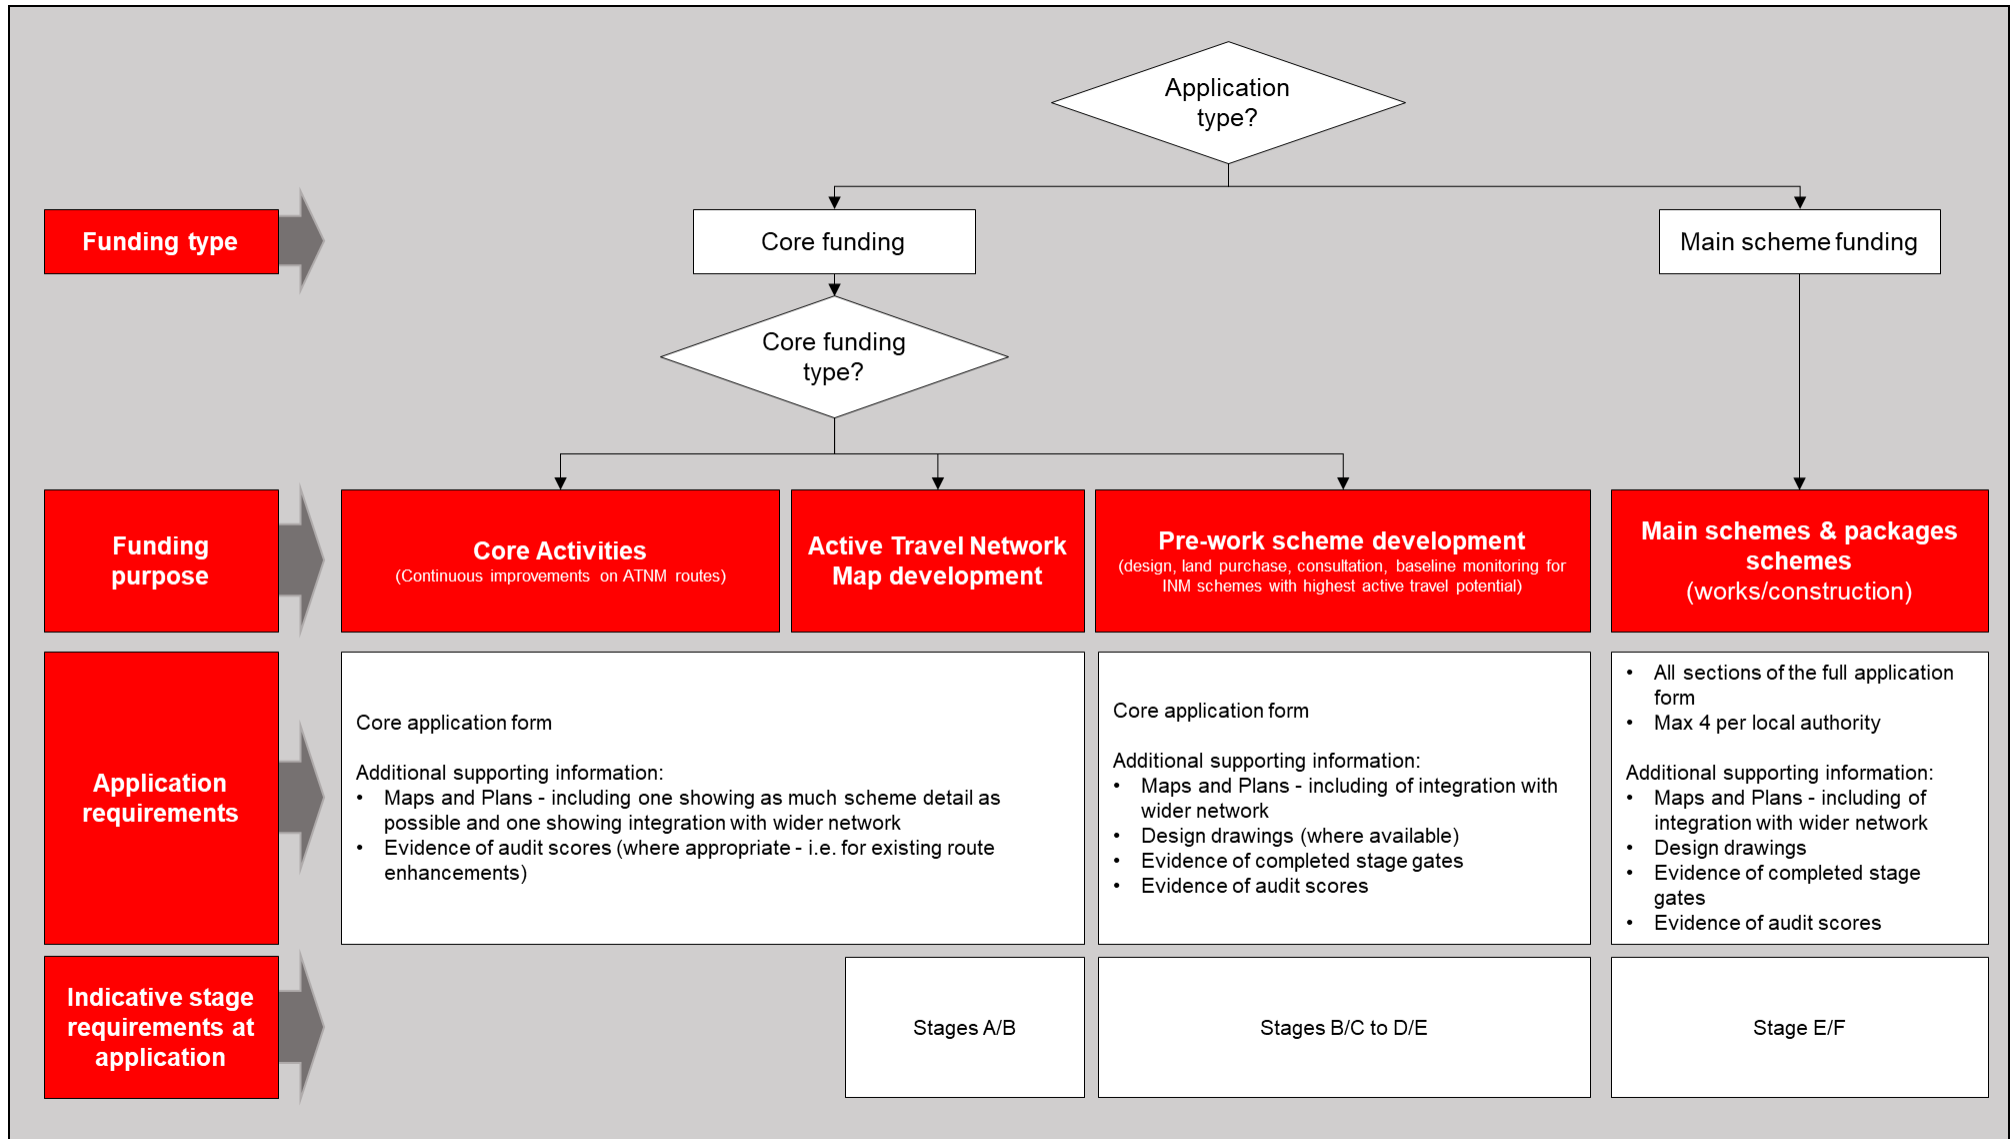 Application
type?
Funding type
Core funding
Main scheme funding
Core funding
type?
Funding
purpose
Core Activities
(Continuous improvements on ATNM routes)
Active Travel Network
Map development
Pre-work scheme development
(design, land purchase, consultation, baseline monitoring for
INM schemes with highest active travel potential)
Main schemes & packages
schemes
(works/construction)
Application
requirements
Core application form
Additional supporting information:
• Maps and Plans - including one showing as much scheme detail as
possible and one showing integration with wider network
• Evidence of audit scores (where appropriate - i.e. for existing route
enhancements)
Core application form
Additional supporting information:
• Maps and Plans - including of integration with
wider network
• Design drawings (where available)
• Evidence of completed stage gates
• Evidence of audit scores
• All sections of the full application
form
• Max 4 per local authority
Additional supporting information:
• Maps and Plans - including of
integration with wider network
• Design drawings
• Evidence of completed stage
gates
• Evidence of audit scores
Indicative stage
requirements at
application
Stages A/B
Stages B/C to D/E
Stage E/F